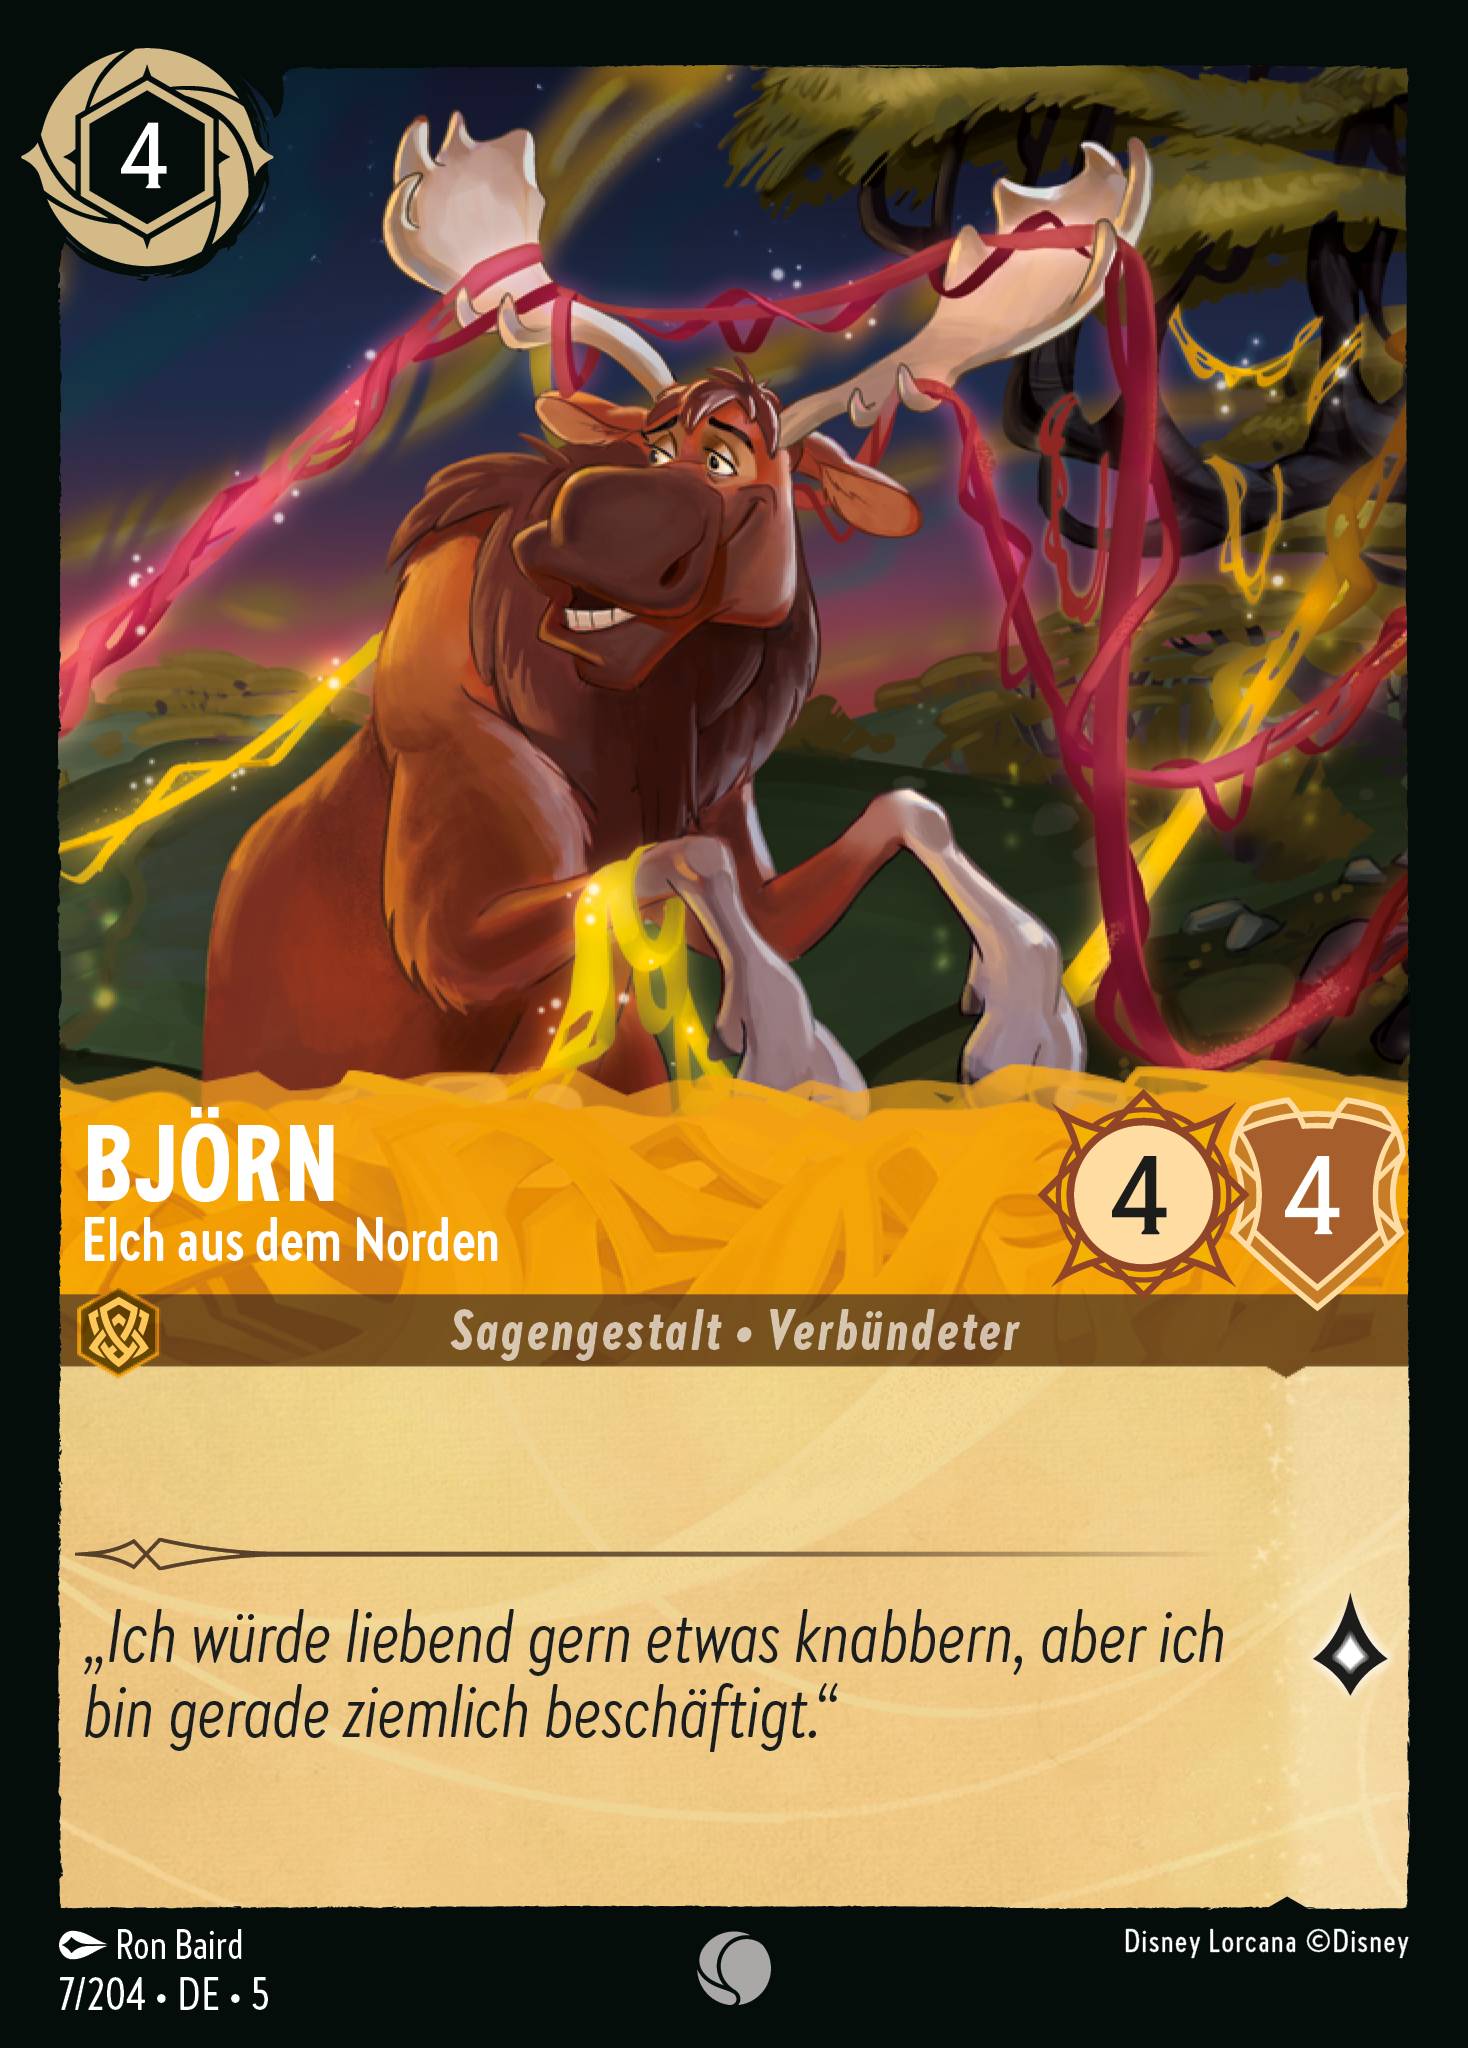 4
BJÖRN
Elch aus dem Norden
4 4
Sagengestalt • Verbündeter
„Ich würde liebend gern etwas knabbern, aber ich
bin gerade ziemlich beschäftigt.“
Ron Baird
7/204 • DE • 5
Disney Lorcana ©Disney